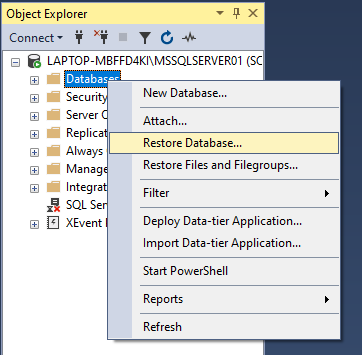 Object Explorer
Connect
LAPTOP-MBFFD4KI\MSSQLSERVER01 (SC
Databases
Security
Server O
Replicat
Always
Manage
Integrat
SQL Ser
XEvent
New Database...
Attach...
Restore Database...
Restore Files and Filegroups...
Filter
Deploy Data-tier Application...
Import Data-tier Application...
Start PowerShell
Reports
Refresh